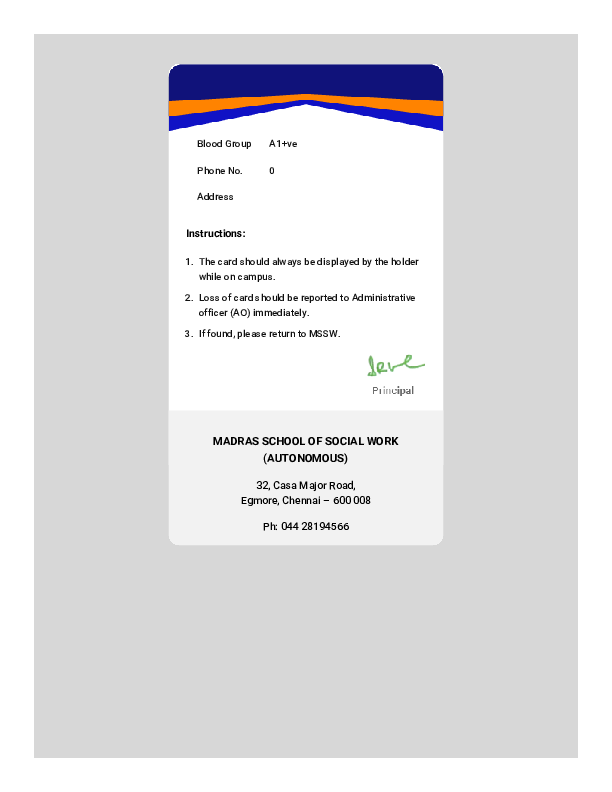 Blood Group A1+ve
Phone No. 0
Address
Instructions:
1. The card should always be displayed by the holder
while on campus.
2. Loss of card should be reported to Administrative
officer (AO) immediately.
3. If found, please return to MSSW.
Principal
MADRAS SCHOOL OF SOCIAL WORK
(AUTONOMOUS)
32, Casa Major Road,
Egmore, Chennai – 600 008
Ph: 044 28194566